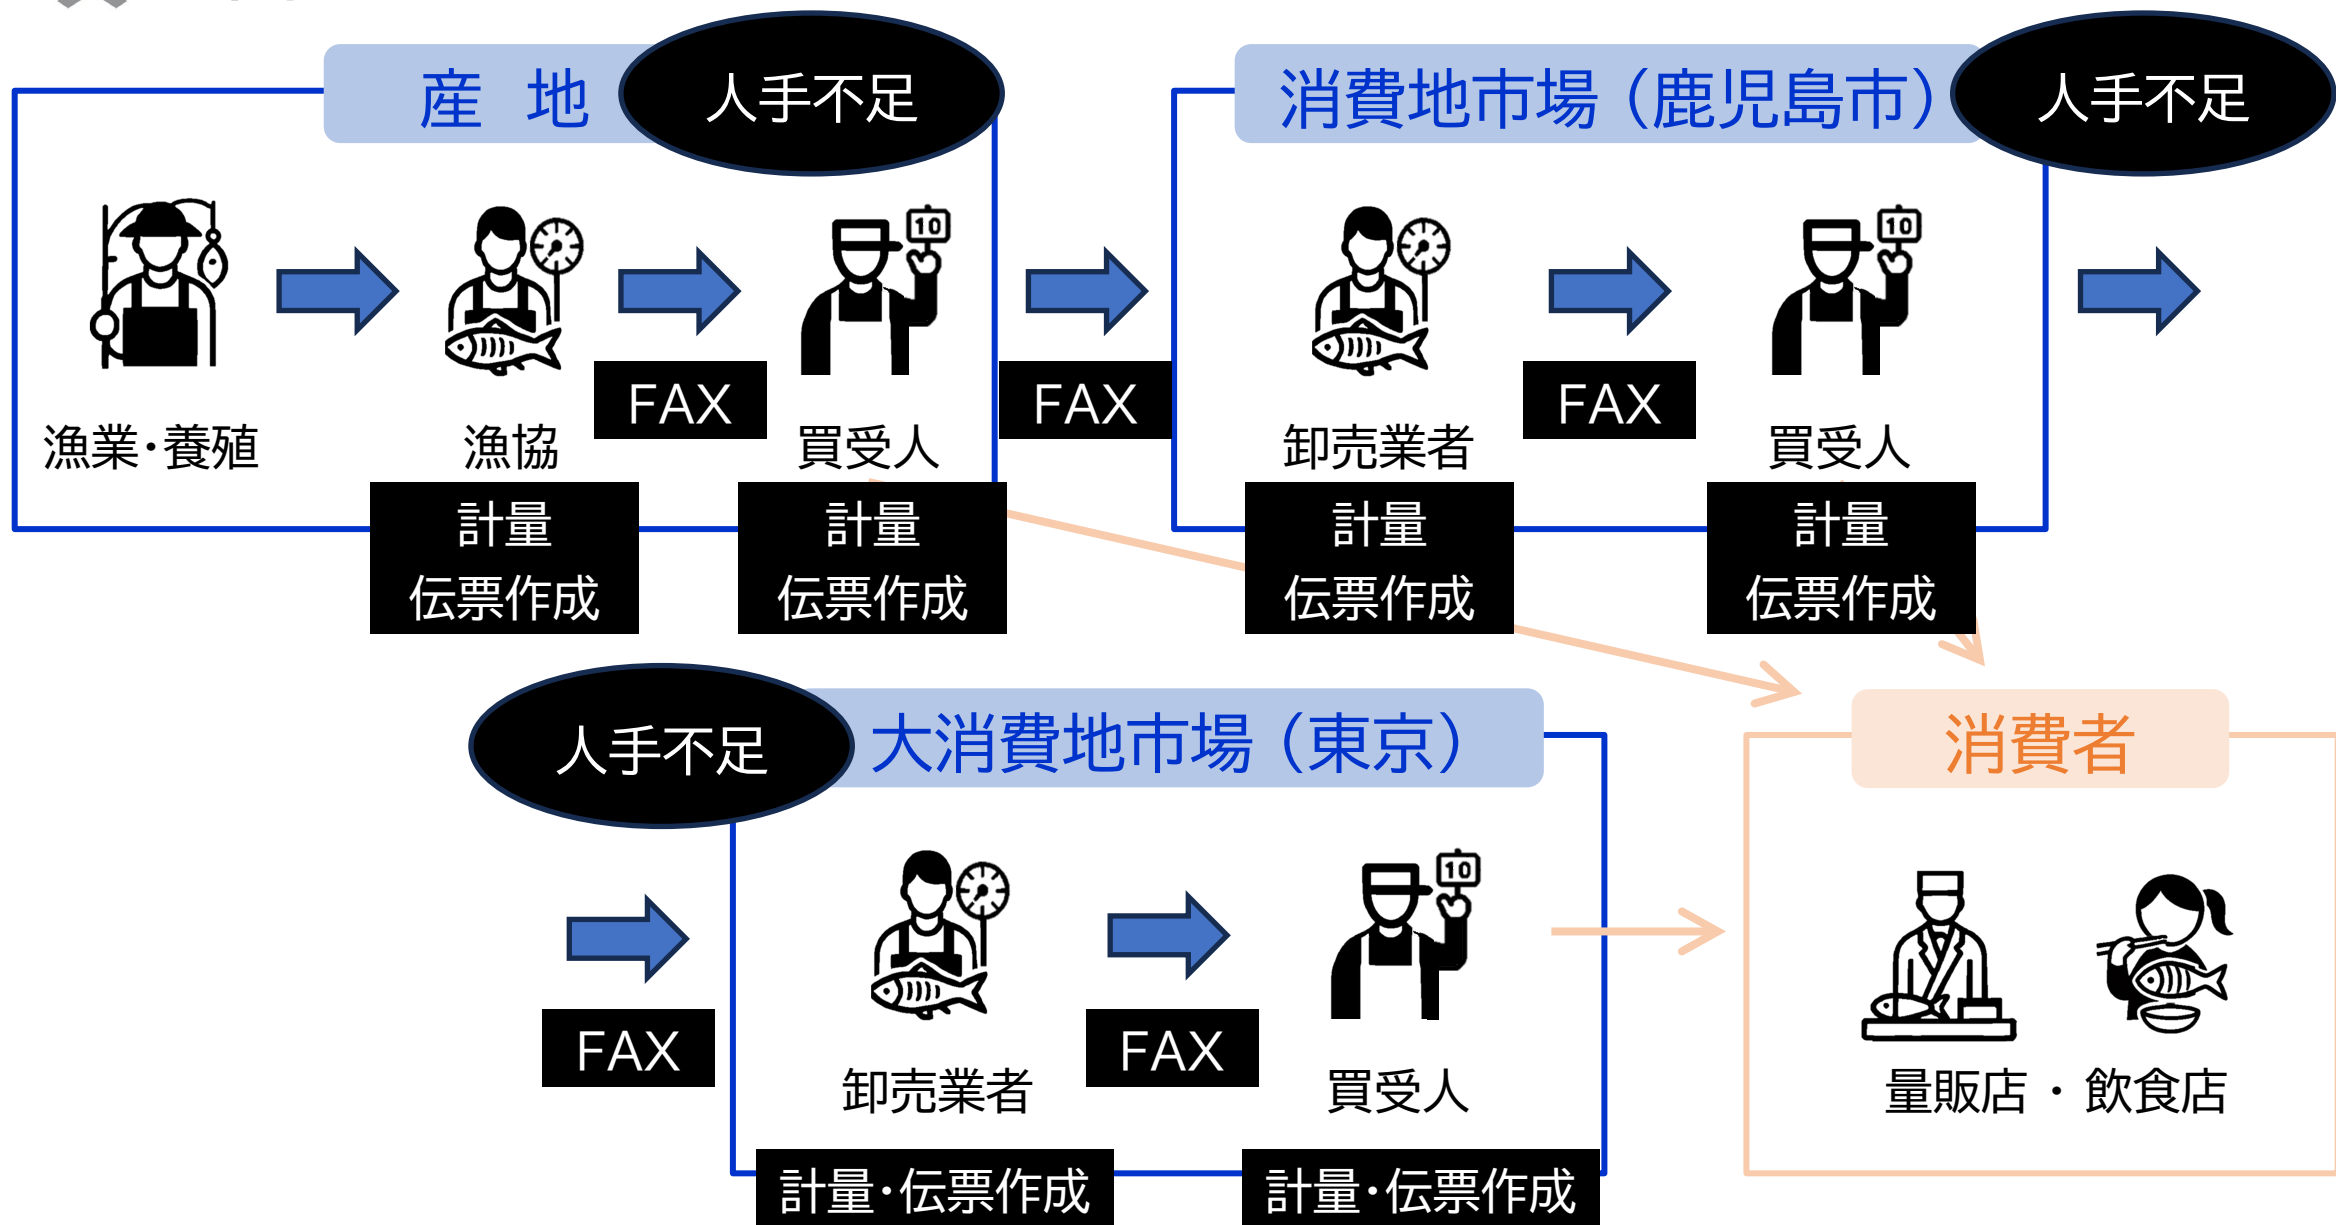 産 地
人手不足
消費地市場（鹿児島市）
人手不足
10
10
FAX
FAX
FAX
漁業・養殖
漁協
買受人
卸売業者
買受人
計量
伝票作成
計量
伝票作成
計量
伝票作成
計量
伝票作成
人手不足
大消費地市場（東京）
消費者
10
FAX
FAX
卸売業者
買受人
量販店・飲食店
計量・伝票作成
計量・伝票作成